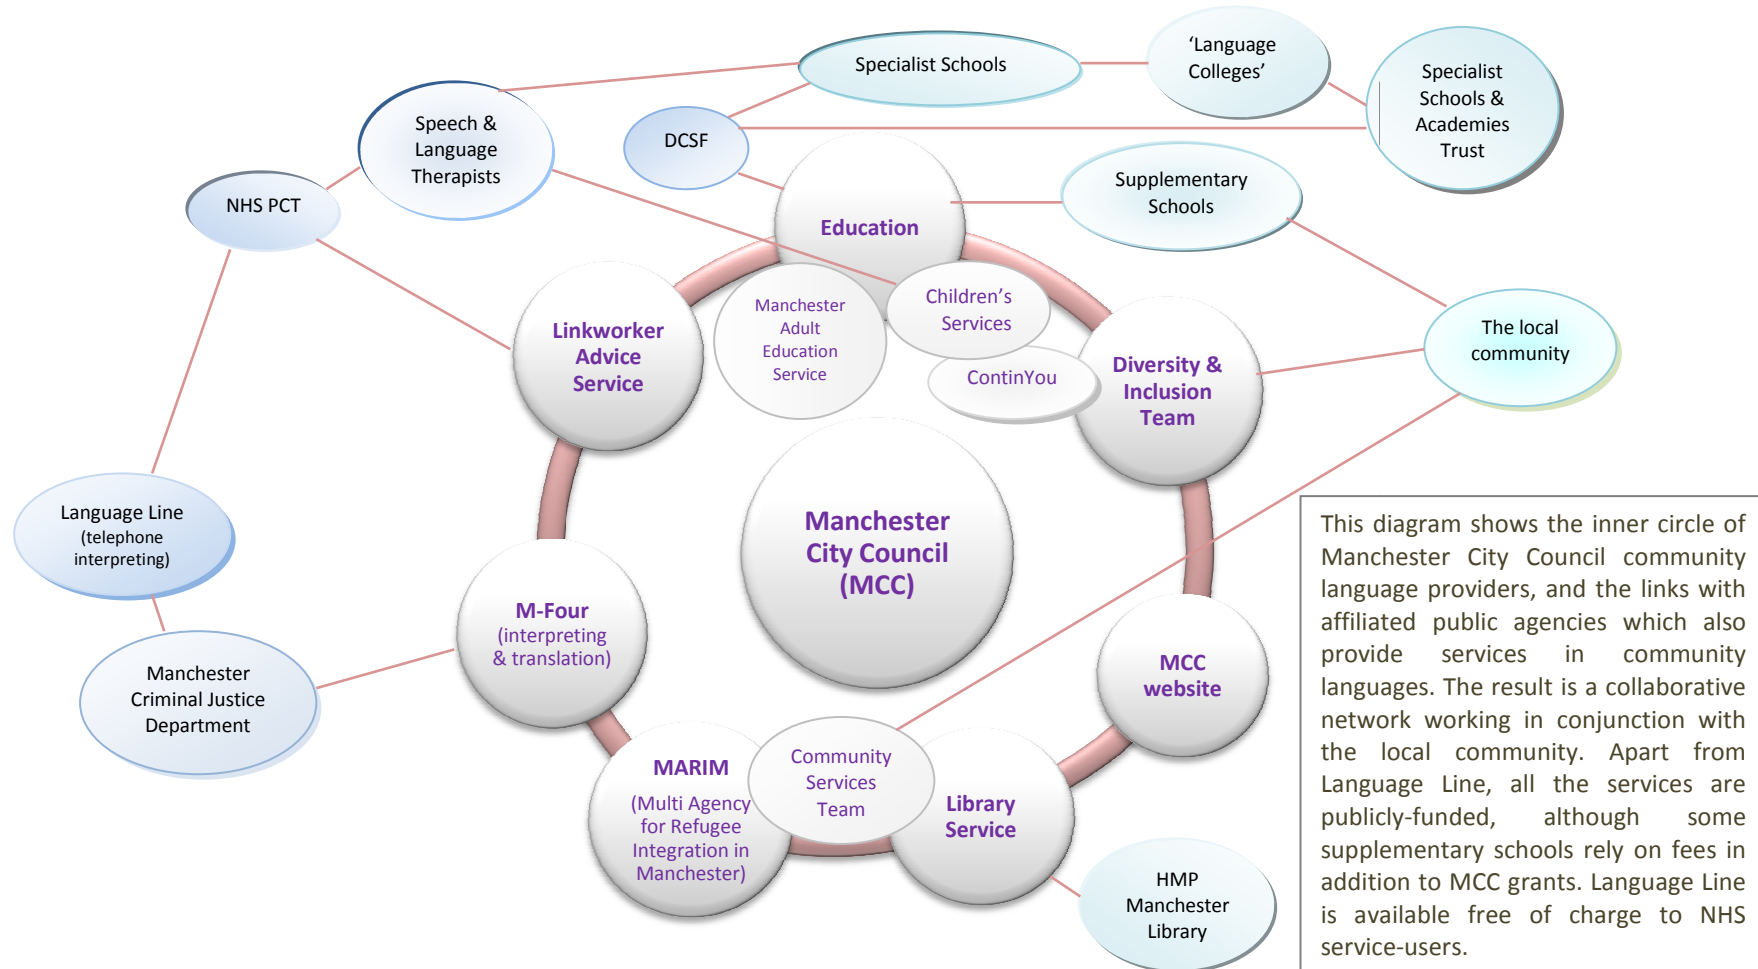 Specialist Schools
‘Language
Colleges’
Specialist
Schools &
Academies
Trust
Speech &
Language
Therapists
DCSF
Supplementary
Schools
NHS PCT
Education
Manchester
Adult
Education
Service
Children’s
Services
ContinYou
Linkworker
Advice
Service
Diversity &
Inclusion
Team
The local
community
Language Line
(telephone
interpreting)
Manchester
City Council
(MCC)
M-Four
(interpreting
& translation)
Manchester
Criminal Justice
Department
MCC
website
MARIM
(Multi Agency
for Refugee
Integration in
Manchester)
Community
Services
Team
Library
Service
HMP
Manchester
Library
This diagram shows the inner circle of
Manchester City Council community
language providers, and the links with
affiliated public agencies which also
provide services in community
languages. The result is a collaborative
network working in conjunction with
the local community. Apart from
Language Line, all the services are
publicly-funded, although some
supplementary schools rely on fees in
addition to MCC grants. Language Line
is available free of charge to NHS
service-users.